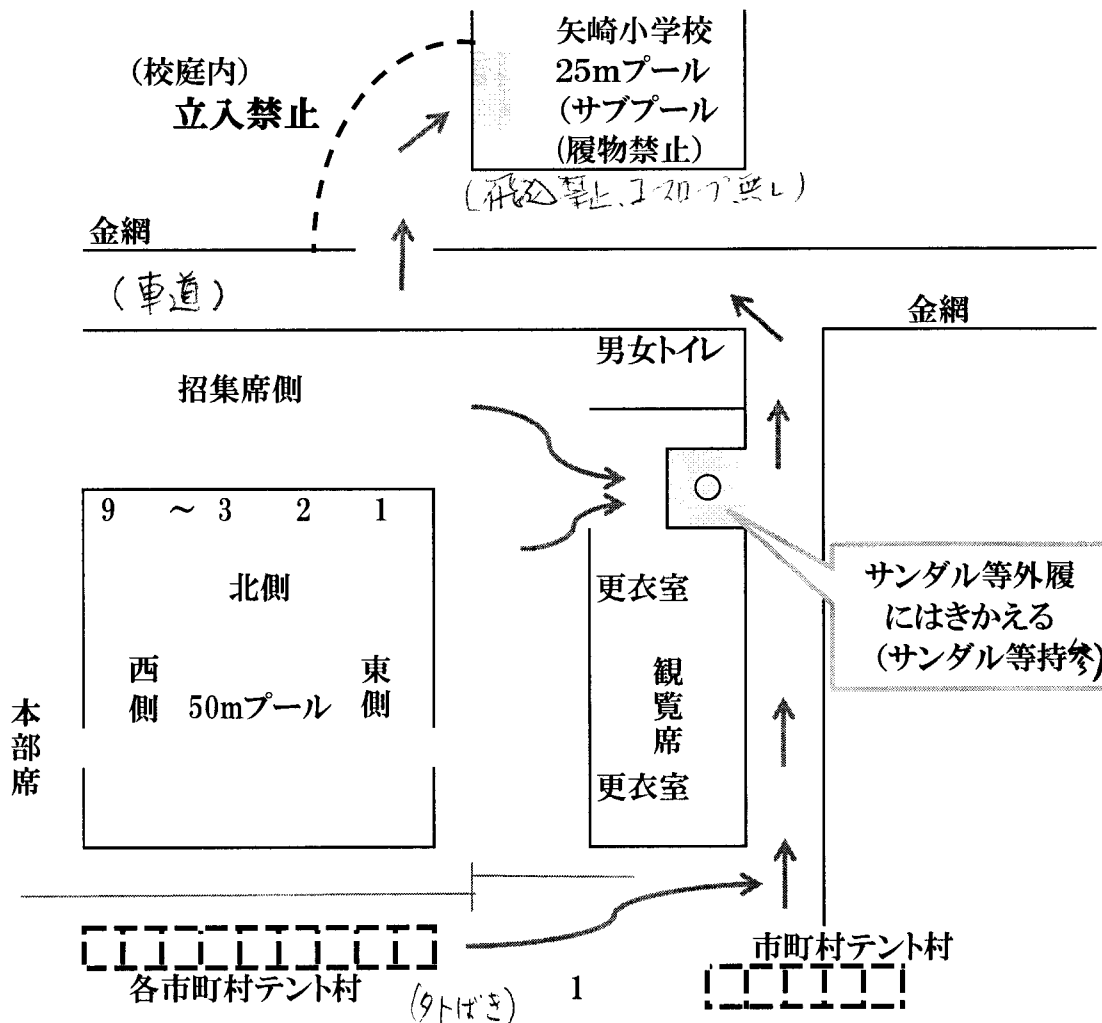 矢崎小学校
25mプール
(サブプール
(履物禁止)
(校庭内)
立入禁止
(飛込禁止、コースロープ無し)
金網
(車道)
金網
男女トイレ
招集席側
9 ～ 3 2 1
北側
西側
50mプール
東側
本部席
更衣室
観覧席
更衣室
サンダル等外履
にはきかえる
(サンダル等持参)
市町村テント村
各市町村テント村
(外ばき)
1